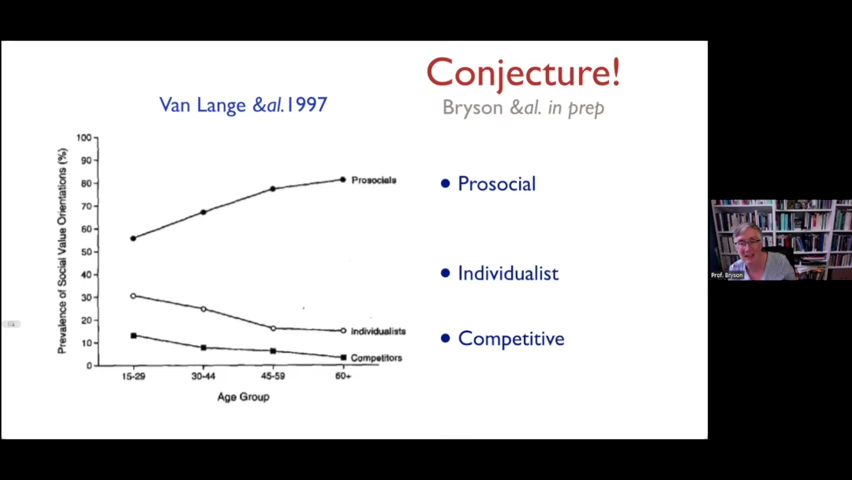 Conjecture!
Van Lange &al.1997
Bryson &al. in prep
Prevalence of Social Value Orientations (%)
100
90
80
70
60
50
40
30
20
10
0
Prosocials
Individualists
Competitors
15-29
30-44
45-59
60+
Age Group
• Prosocial
• Individualist
• Competitive
Prof. Bryson